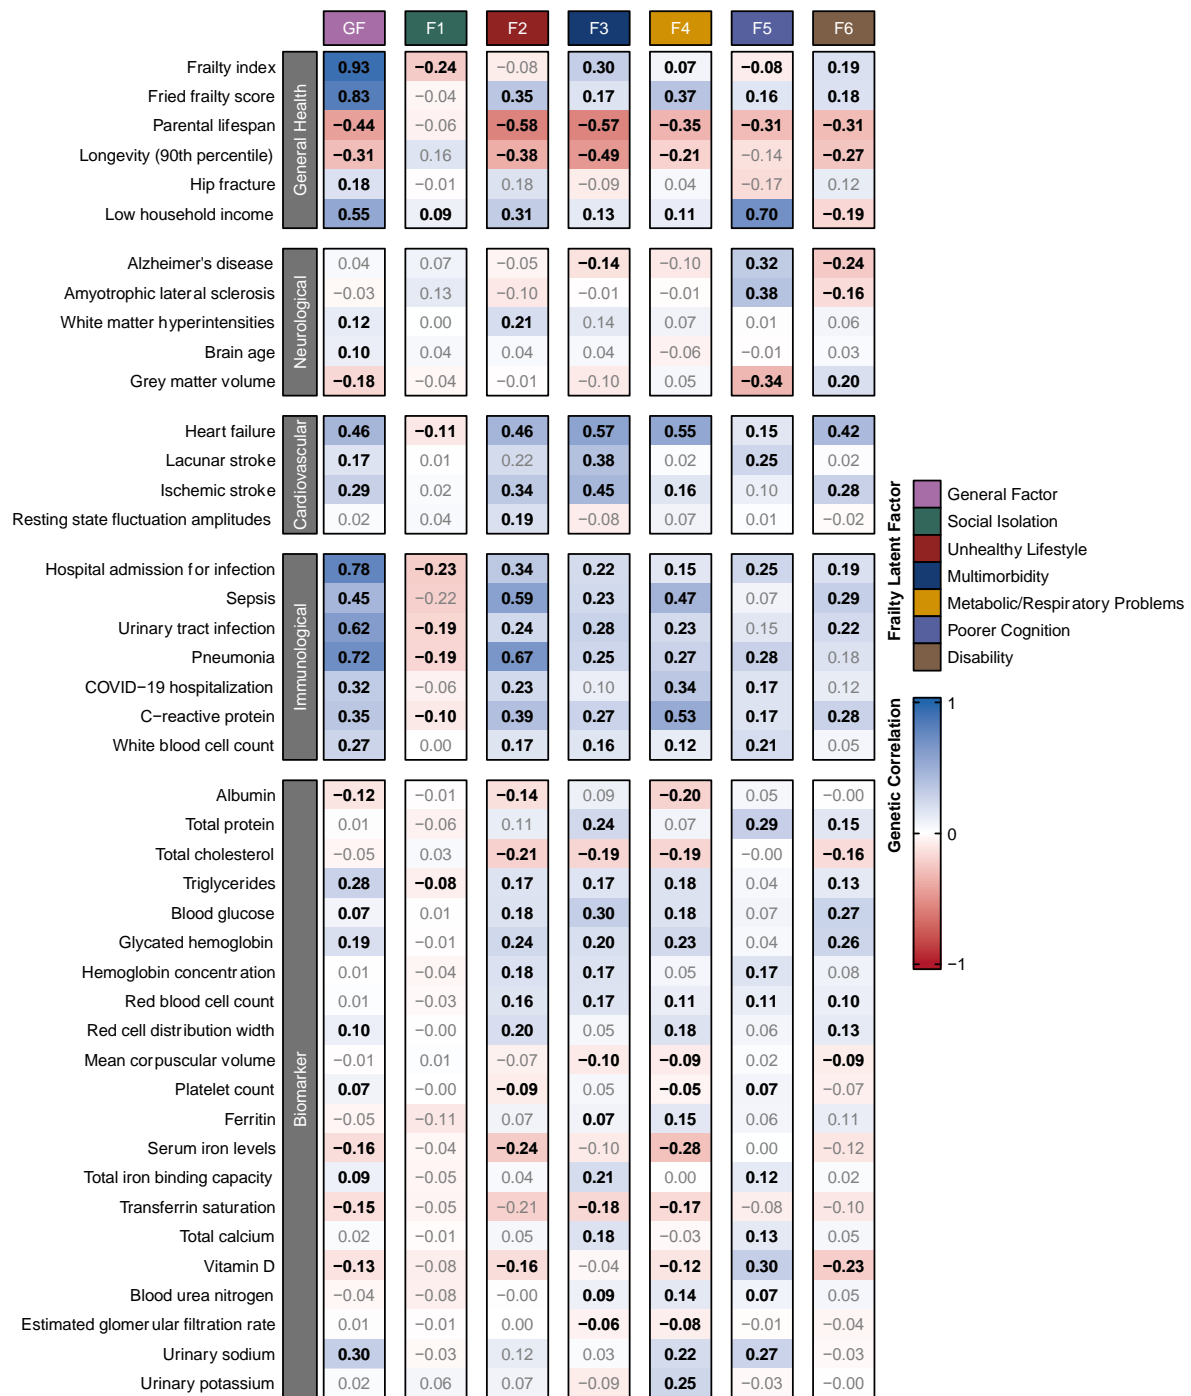 GF F1 F2 F3 F4 F5 F6
General Health
Frailty index 0.93 −0.24 −0.08 0.30 0.07 −0.08 0.19
Fried frailty score 0.83 −0.04 0.35 0.17 0.37 0.16 0.18
Parental lifespan −0.44 −0.06 −0.58 −0.57 −0.35 −0.31 −0.31
Longevity (90th percentile) −0.31 0.16 −0.38 −0.49 −0.21 −0.14 −0.27
Hip fracture 0.18 −0.01 0.18 −0.09 0.04 −0.17 0.12
Low household income 0.55 0.09 0.31 0.13 0.11 0.70 −0.19
Neurological
Alzheimer's disease 0.04 0.07 −0.05 −0.14 −0.10 0.32 −0.24
Amyotrophic lateral sclerosis −0.03 0.13 −0.10 −0.01 −0.01 0.38 −0.16
White matter hyperintensities 0.12 0.00 0.21 0.14 0.07 0.01 0.06
Brain age 0.10 0.04 0.04 0.04 −0.06 −0.01 0.03
Grey matter volume −0.18 −0.04 −0.01 −0.10 0.05 −0.34 0.20
Cardiovascular
Heart failure 0.46 −0.11 0.46 0.57 0.55 0.15 0.42
Lacunar stroke 0.17 0.01 0.22 0.38 0.02 0.25 0.02
Ischemic stroke 0.29 0.02 0.34 0.45 0.16 0.10 0.28
Resting state fluctuation amplitudes 0.02 0.04 0.19 −0.08 0.07 0.01 −0.02
Immunological
Hospital admission for infection 0.78 −0.23 0.34 0.22 0.15 0.25 0.19
Sepsis 0.45 −0.22 0.59 0.23 0.47 0.07 0.29
Urinary tract infection 0.62 −0.19 0.24 0.28 0.23 0.15 0.22
Pneumonia 0.72 −0.19 0.67 0.25 0.27 0.28 0.18
COVID−19 hospitalization 0.32 −0.06 0.23 0.10 0.34 0.17 0.12
C−reactive protein 0.35 −0.10 0.39 0.27 0.53 0.17 0.28
White blood cell count 0.27 0.00 0.17 0.16 0.12 0.21 0.05
Biomarker
Albumin −0.12 −0.01 −0.14 0.09 −0.20 0.05 −0.00
Total protein 0.01 −0.06 0.11 0.24 0.07 0.29 0.15
Total cholesterol −0.05 0.03 −0.21 −0.19 −0.19 −0.00 −0.16
Triglycerides 0.28 −0.08 0.17 0.17 0.18 0.04 0.13
Blood glucose 0.07 0.01 0.18 0.30 0.18 0.07 0.27
Glycated hemoglobin 0.19 −0.01 0.24 0.20 0.23 0.04 0.26
Hemoglobin concentration 0.01 −0.04 0.18 0.17 0.05 0.17 0.08
Red blood cell count 0.01 −0.03 0.16 0.17 0.11 0.11 0.10
Red cell distribution width 0.10 −0.00 0.20 0.05 0.18 0.06 0.13
Mean corpuscular volume −0.01 0.01 −0.07 −0.10 −0.09 0.02 −0.09
Platelet count 0.07 −0.00 −0.09 0.05 −0.05 0.07 −0.07
Ferritin −0.05 −0.11 0.07 0.07 0.15 0.06 0.11
Serum iron levels −0.16 −0.04 −0.24 −0.10 −0.28 0.00 −0.12
Total iron binding capacity 0.09 −0.05 0.04 0.21 0.00 0.12 0.02
Transferrin saturation −0.15 −0.05 −0.21 −0.18 −0.17 −0.08 −0.10
Total calcium 0.02 −0.01 0.05 0.18 −0.03 0.13 0.05
Vitamin D −0.13 −0.08 −0.16 −0.04 −0.12 0.30 −0.23
Blood urea nitrogen −0.04 −0.08 −0.00 0.09 0.14 0.07 0.05
Estimated glomerular filtration rate 0.01 −0.01 0.00 −0.06 −0.08 −0.01 −0.04
Urinary sodium 0.30 −0.03 0.12 0.03 0.22 0.27 −0.03
Urinary potassium 0.02 0.06 0.07 −0.09 0.25 −0.03 −0.00
Frailty Latent Factor
General Factor
Social Isolation
Unhealthy Lifestyle
Multimorbidity
Metabolic/Respiratory Problems
Poorer Cognition
Disability
Genetic Correlation
1
0
−1